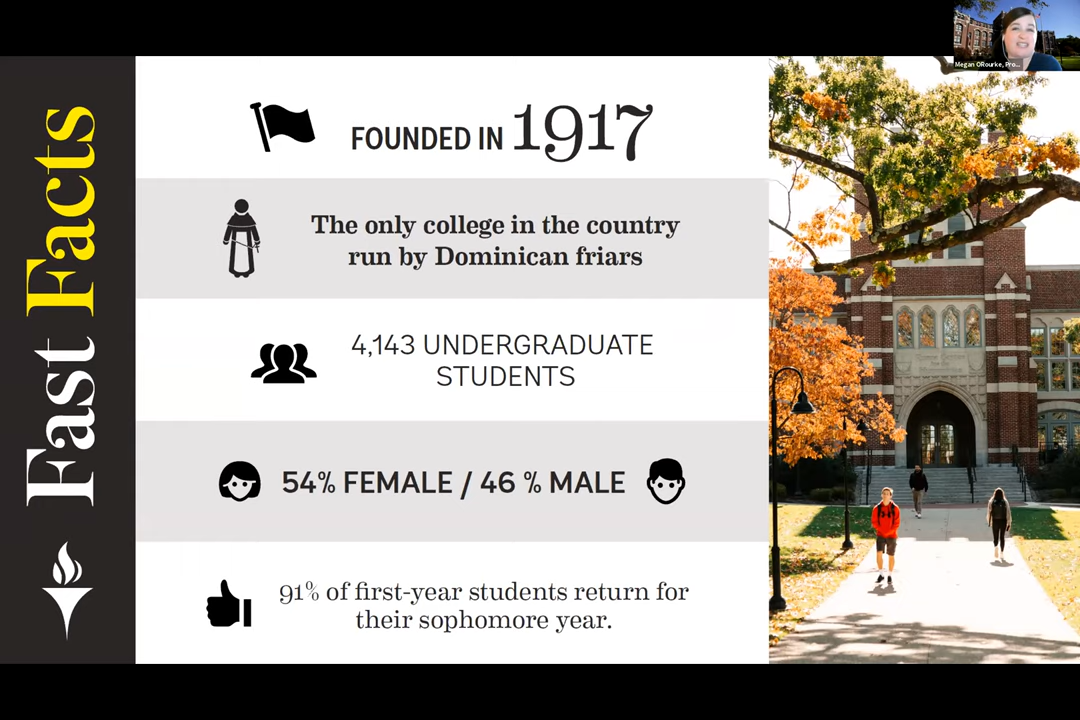 Megan ORourke, Pro...
Fast Facts
FOUNDED IN 1917
The only college in the country
run by Dominican friars
4,143 UNDERGRADUATE
STUDENTS
54% FEMALE / 46 % MALE
91% of first-year students return for
their sophomore year.